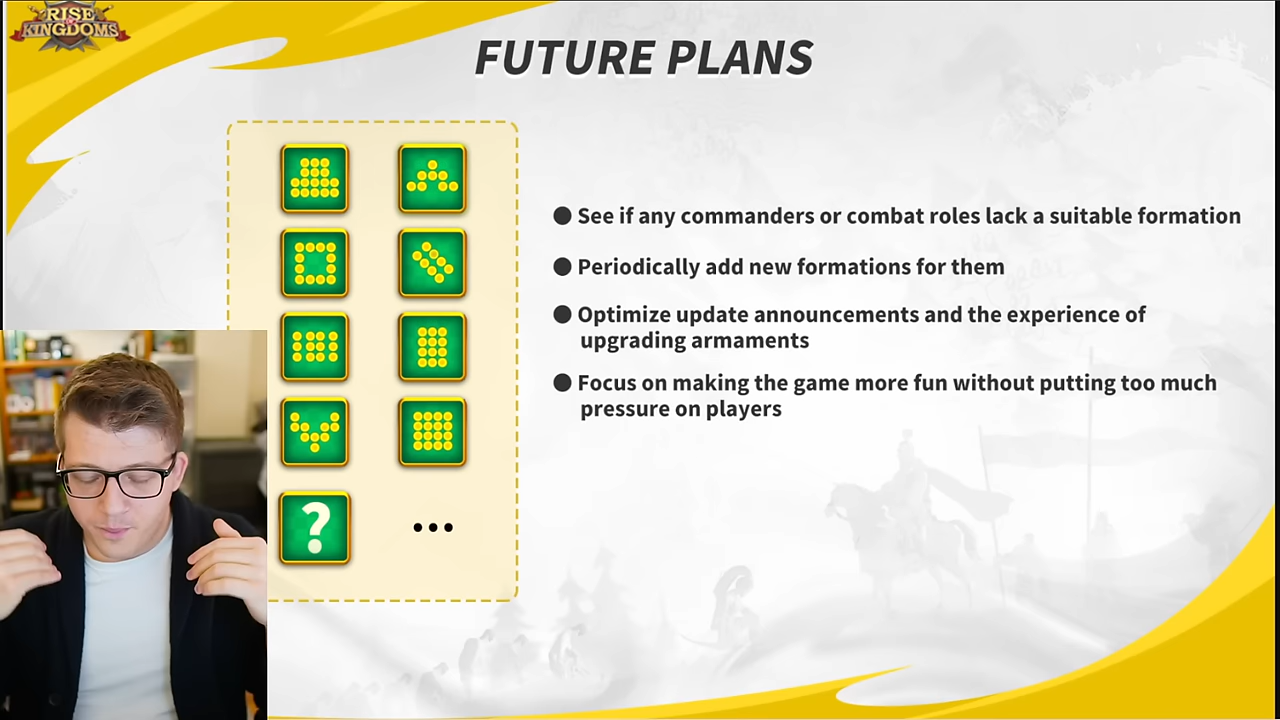 RISE
OF
KINGDOMS
FUTURE PLANS
● See if any commanders or combat roles lack a suitable formation
● Periodically add new formations for them
● Optimize update announcements and the experience of
upgrading armaments
● Focus on making the game more fun without putting too much
pressure on players
?
...